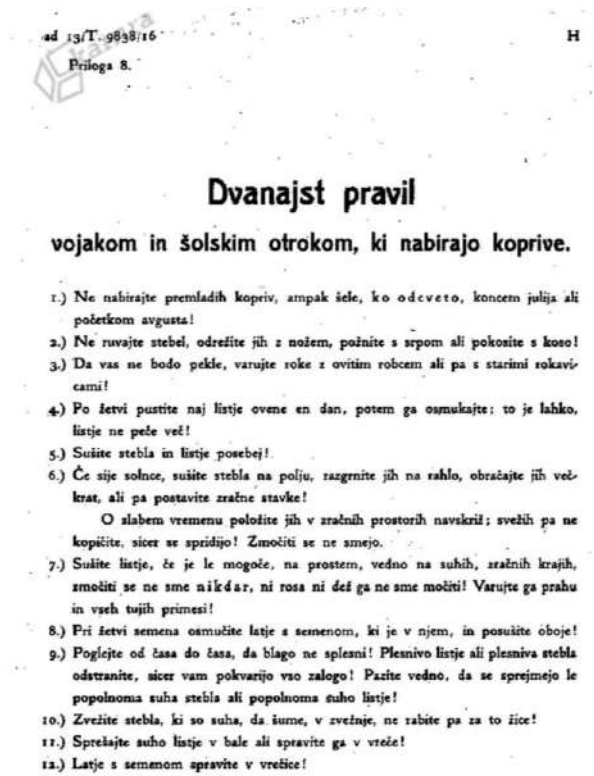 ad 13/T. 9838/16
H
kamra
Priloga 8.
Dvanajst pravil
vojakom in šolskim otrokom, ki nabirajo koprive.
1.) Ne nabirajte premladih kopriv, ampak šele, ko odcveto, koncem julija ali
početkom avgusta!
2.) Ne ruvajte stebel, odrežite jih z nožem, požnite s srpom ali pokosite s koso!
3.) Da vas ne bodo pekle, varujte roke z ovitim robcem ali pa s starimi rokavi-
cami!
4.) Po žetvi pustite naj listje ovene en dan, potem ga osmukajte; to je lahko,
listje ne peče več!
5.) Sušite stebla in listje posebej!
6.) Če sije solnce, sušite stebla na polju, razgrnite jih na rahlo, obračajte jih več-
krat, ali pa postavite zračne stavke!
O slabem vremenu položite jih v zračnih prostorih navskriž; svežih pa ne
kopičite, sicer se spridijo! Zmočiti se ne smejo.
7.) Sušite listje, če je le mogoče, na prostem, vedno na suhih, zračnih krajih,
zmočiti se ne sme nikdar, ni rosa ni dež ga ne sme močiti! Varujte ga prahu
in vseh tujih primesi!
8.) Pri žetvi semena osmučite latje s semenom, ki je v njem, in posušite oboje!
9.) Poglejte od časa do časa, da blago ne splesni! Plesnivo listje ali plesniva stebla
odstranite, sicer vam pokvarijo vso zalogo! Pazite vedno, da se sprejmejo le
popolnoma suha stebla ali popolnoma suho listje!
10.) Zvežite stebla, ki so suha, da šume, v zvežnje, ne rabite pa za to žice!
11.) Sprešajte suho listje v bale ali spravite ga v vreče!
12.) Latje s semenom spravite v vrečice!